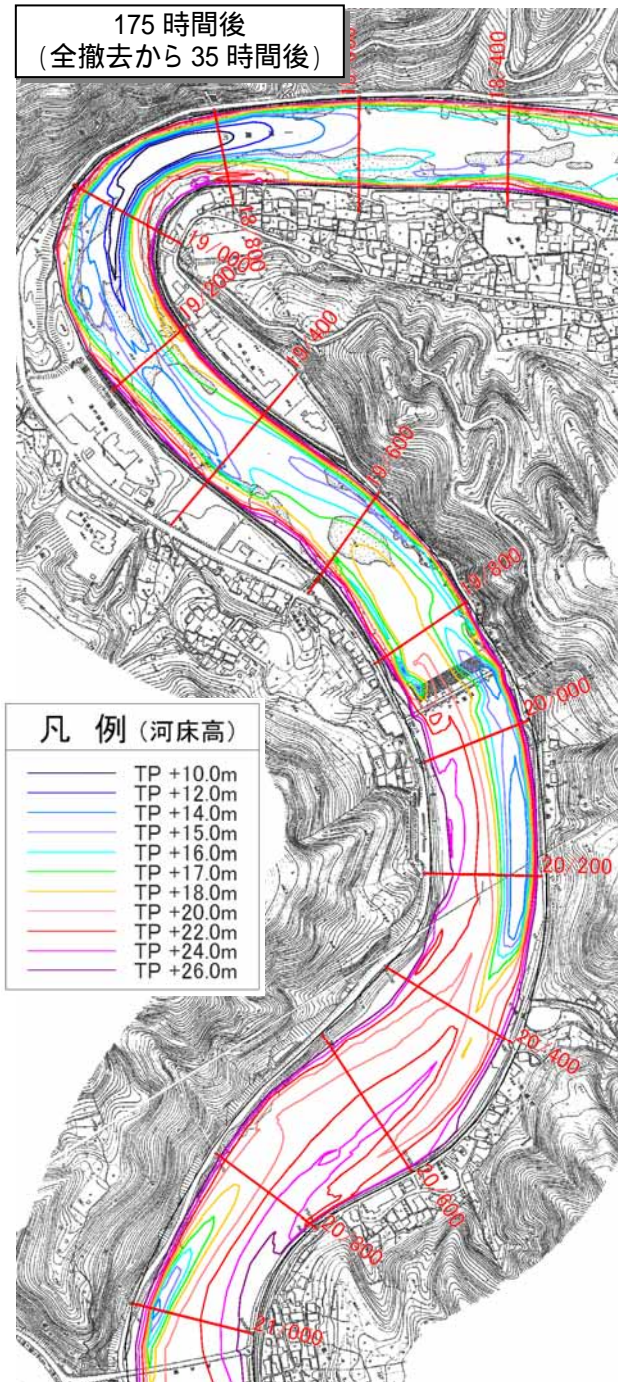 175 時間後
(全撤去から 35 時間後)
18/400
18/800
19/000
19/200
19/400
19/600
19/800
20/000
凡 例 (河床高)
TP +10.0m
TP +12.0m
TP +14.0m
TP +15.0m
TP +16.0m
TP +17.0m
TP +18.0m
TP +20.0m
TP +22.0m
TP +24.0m
TP +26.0m
20/200
20/400
20/600
20/800
21/000